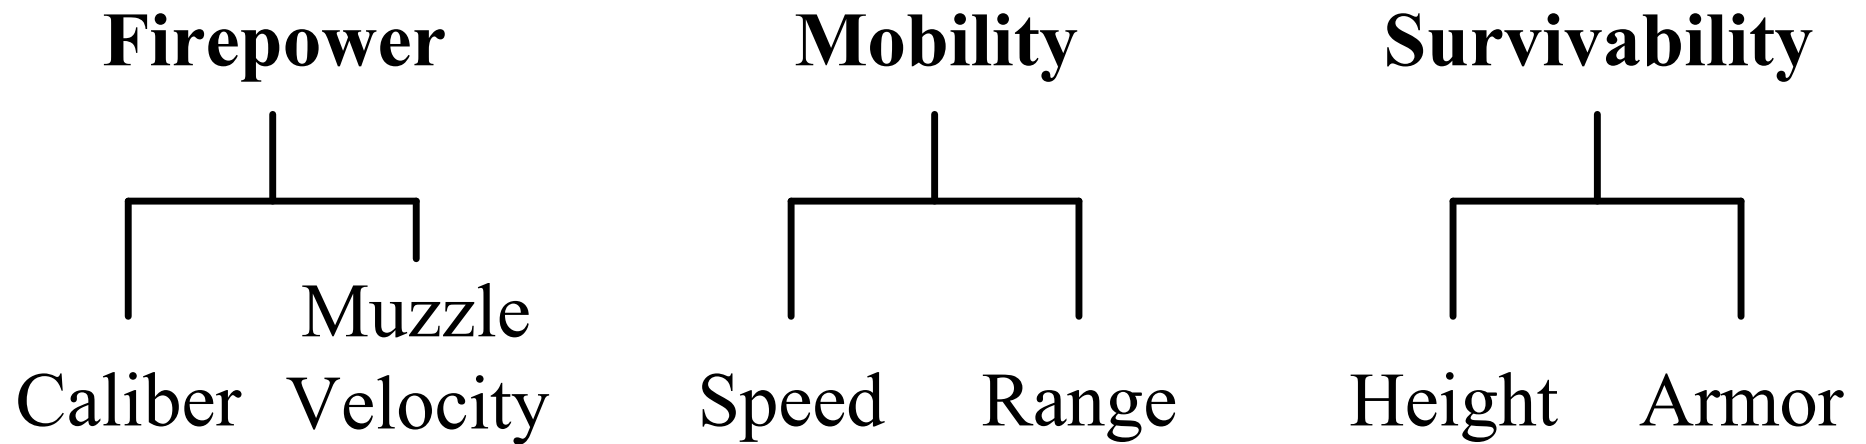 Firepower
Mobility
Survivability
Muzzle
Caliber
Velocity
Speed
Range
Height
Armor